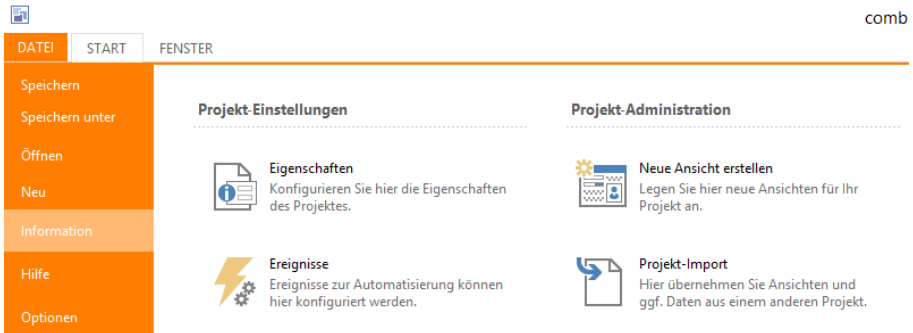 comb
DATEI START FENSTER
Speichern
Speichern unter
Öffnen
Neu
Information
Hilfe
Optionen
Projekt-Einstellungen
Eigenschaften
Konfigurieren Sie hier die Eigenschaften
des Projektes.
Ereignisse
Ereignisse zur Automatisierung können
hier konfiguriert werden.
Projekt-Administration
Neue Ansicht erstellen
Legen Sie hier neue Ansichten für Ihr
Projekt an.
Projekt-Import
Hier übernehmen Sie Ansichten und
ggf. Daten aus einem anderen Projekt.